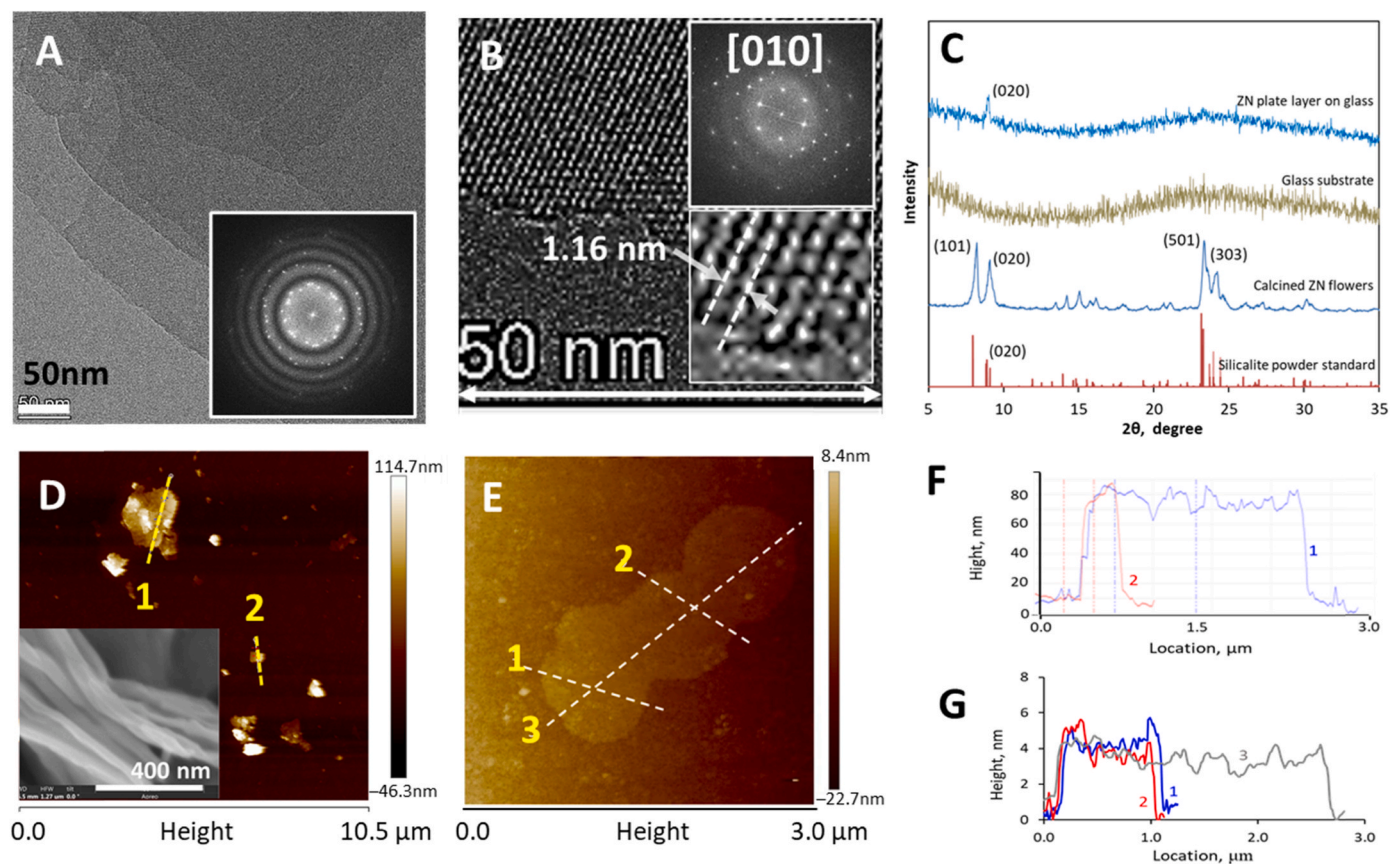 A
50nm
50 nm
B
[010]
1.16 nm
50 nm
C
(020)
ZN plate layer on glass
Glass substrate
(101)
(020)
(501)
(303)
Calcined ZN flowers
(020)
Silicalite powder standard
Intensity
5
10
15
20
25
30
35
2θ, degree
D
1
2
400 nm
114.7nm
−46.3nm
0.0
Height
10.5 µm
E
2
1
3
8.4nm
−22.7nm
0.0
Height
3.0 µm
F
80
60
40
20
0
Hight, nm
1
2
0.0
1.5
3.0
Location, µm
G
8
6
4
2
0
Height, nm
3
2
1
0.0
1.0
2.0
3.0
Location, µm